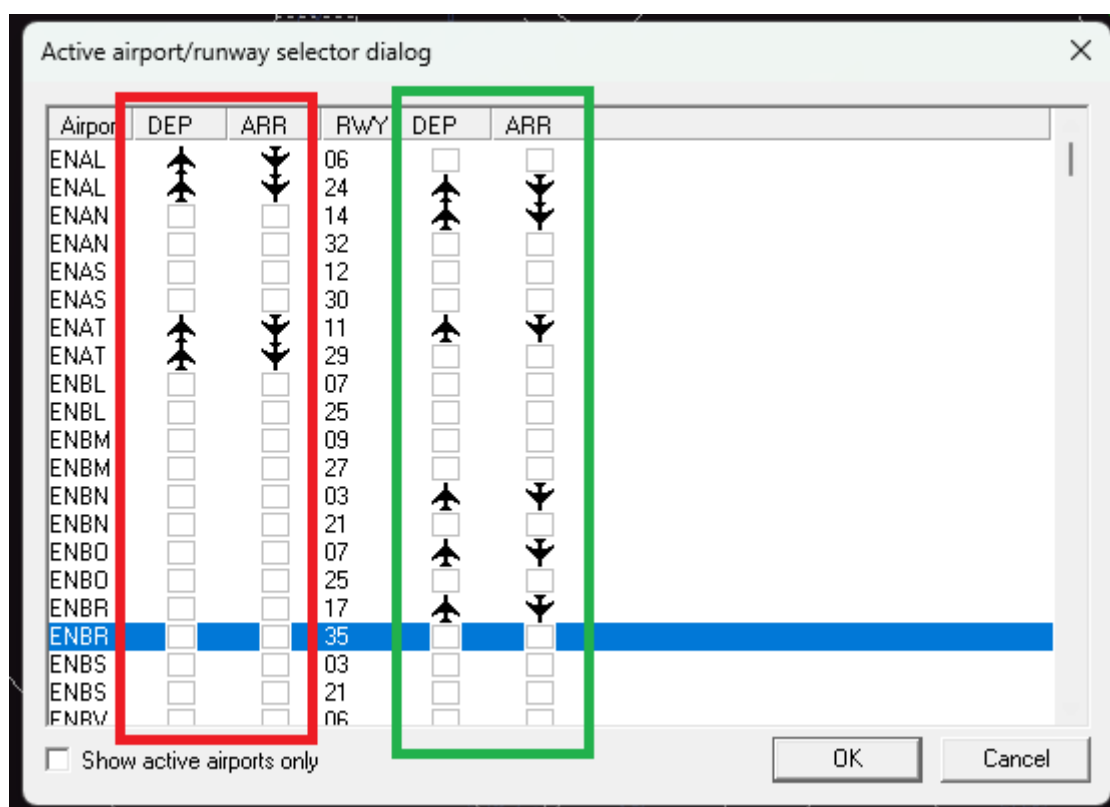 Active airport/runway selector dialog
Airpor DEP ARR RWY DEP ARR
ENAL 06
ENAL 24
ENAN 14
ENAN 32
ENAS 12
ENAS 30
ENAT 11
ENAT 29
ENBL 07
ENBL 25
ENBM 09
ENBM 27
ENBN 03
ENBN 21
ENBO 07
ENBO 25
ENBR 17
ENBR 35
ENBS 03
ENBS 21
ENBV 06
Show active airports only OK Cancel